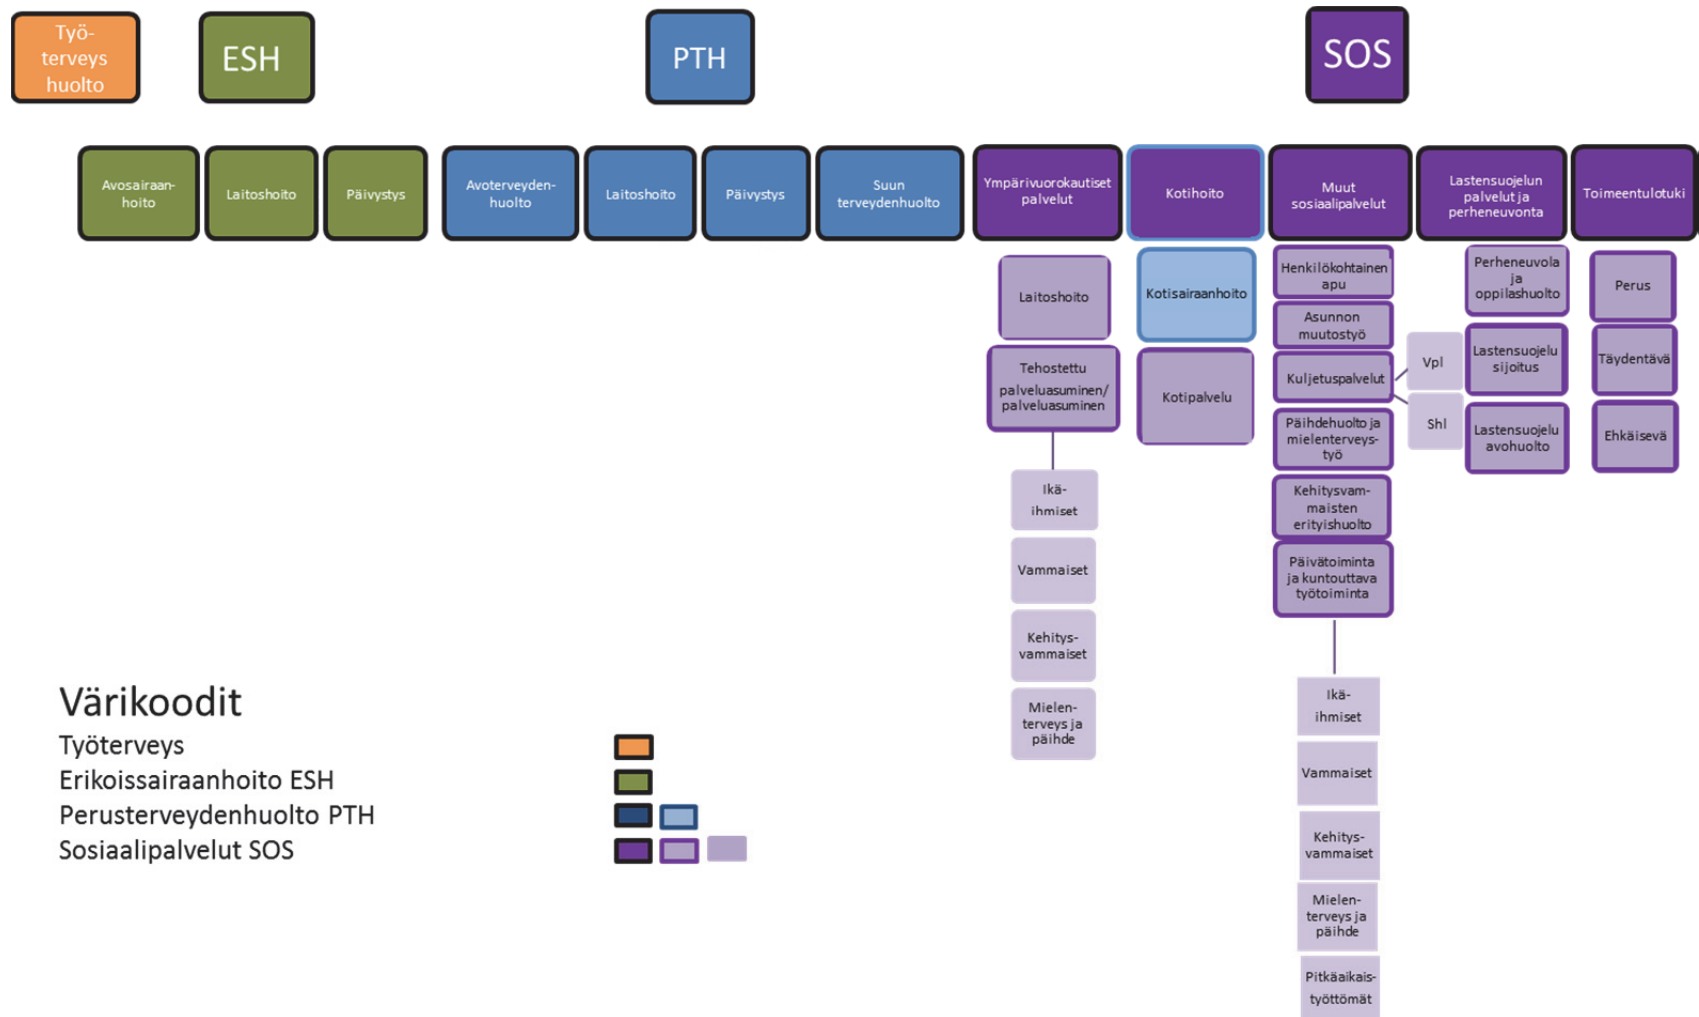 Työ-
terveys
huolto
ESH
PTH
SOS
Avosairaan-
hoito
Laitoshoito
Päivystys
Avoterveyden-
huolto
Laitoshoito
Päivystys
Suun
terveydenhuolto
Ympärivuorokautiset
palvelut
Kotihoito
Muut
sosiaalipalvelut
Lastensuojelun
palvelut ja
perheneuvonta
Toimeentulotuki
Laitoshoito
Tehostettu
palveluasuminen/
palveluasuminen
Ikä-
ihmiset
Vammaiset
Kehitys-
vammaiset
Mielen-
terveys ja
päihde
Kotisairaanhoito
Kotipalvelu
Henkilökohtainen
apu
Asunnon
muutostyö
Kuljetuspalvelut
Vpl
Shl
Päihdehuolto ja
mielenterveys-
työ
Kehitysvam-
maisten
erityishuolto
Päivätoiminta
ja kuntouttava
työtoiminta
Ikä-
ihmiset
Vammaiset
Kehitys-
vammaiset
Mielen-
terveys ja
päihde
Pitkäaikais-
työttömät
Perheneuvola
ja
oppilashuolto
Lastensuojelu
sijoitus
Lastensuojelu
avohuolto
Perus
Täydentävä
Ehkäisevä
Värikoodit
Työterveys
Erikoissairaanhoito ESH
Perusterveydenhuolto PTH
Sosiaalipalvelut SOS